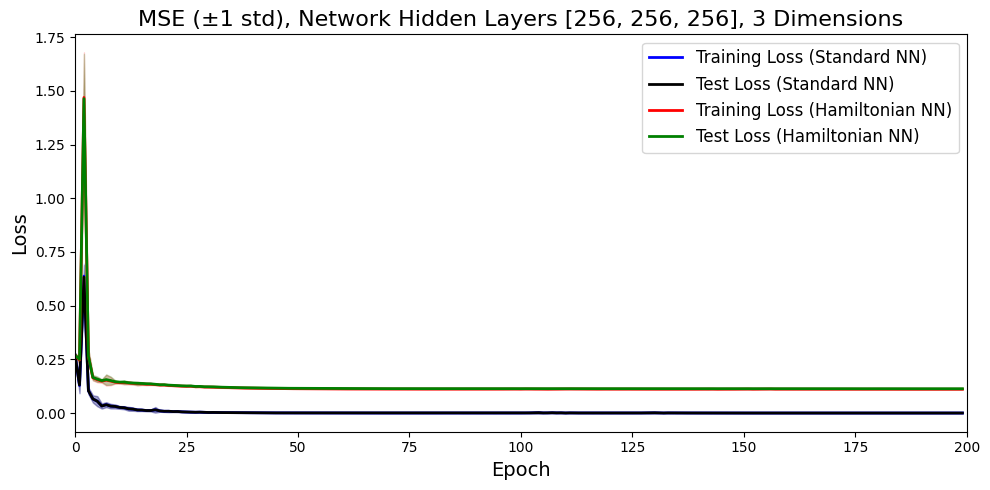 MSE (±1 std), Network Hidden Layers [256, 256, 256], 3 Dimensions
Training Loss (Standard NN)
Test Loss (Standard NN)
Training Loss (Hamiltonian NN)
Test Loss (Hamiltonian NN)
Loss
1.75
1.50
1.25
1.00
0.75
0.50
0.25
0.00
0 25 50 75 100 125 150 175 200
Epoch